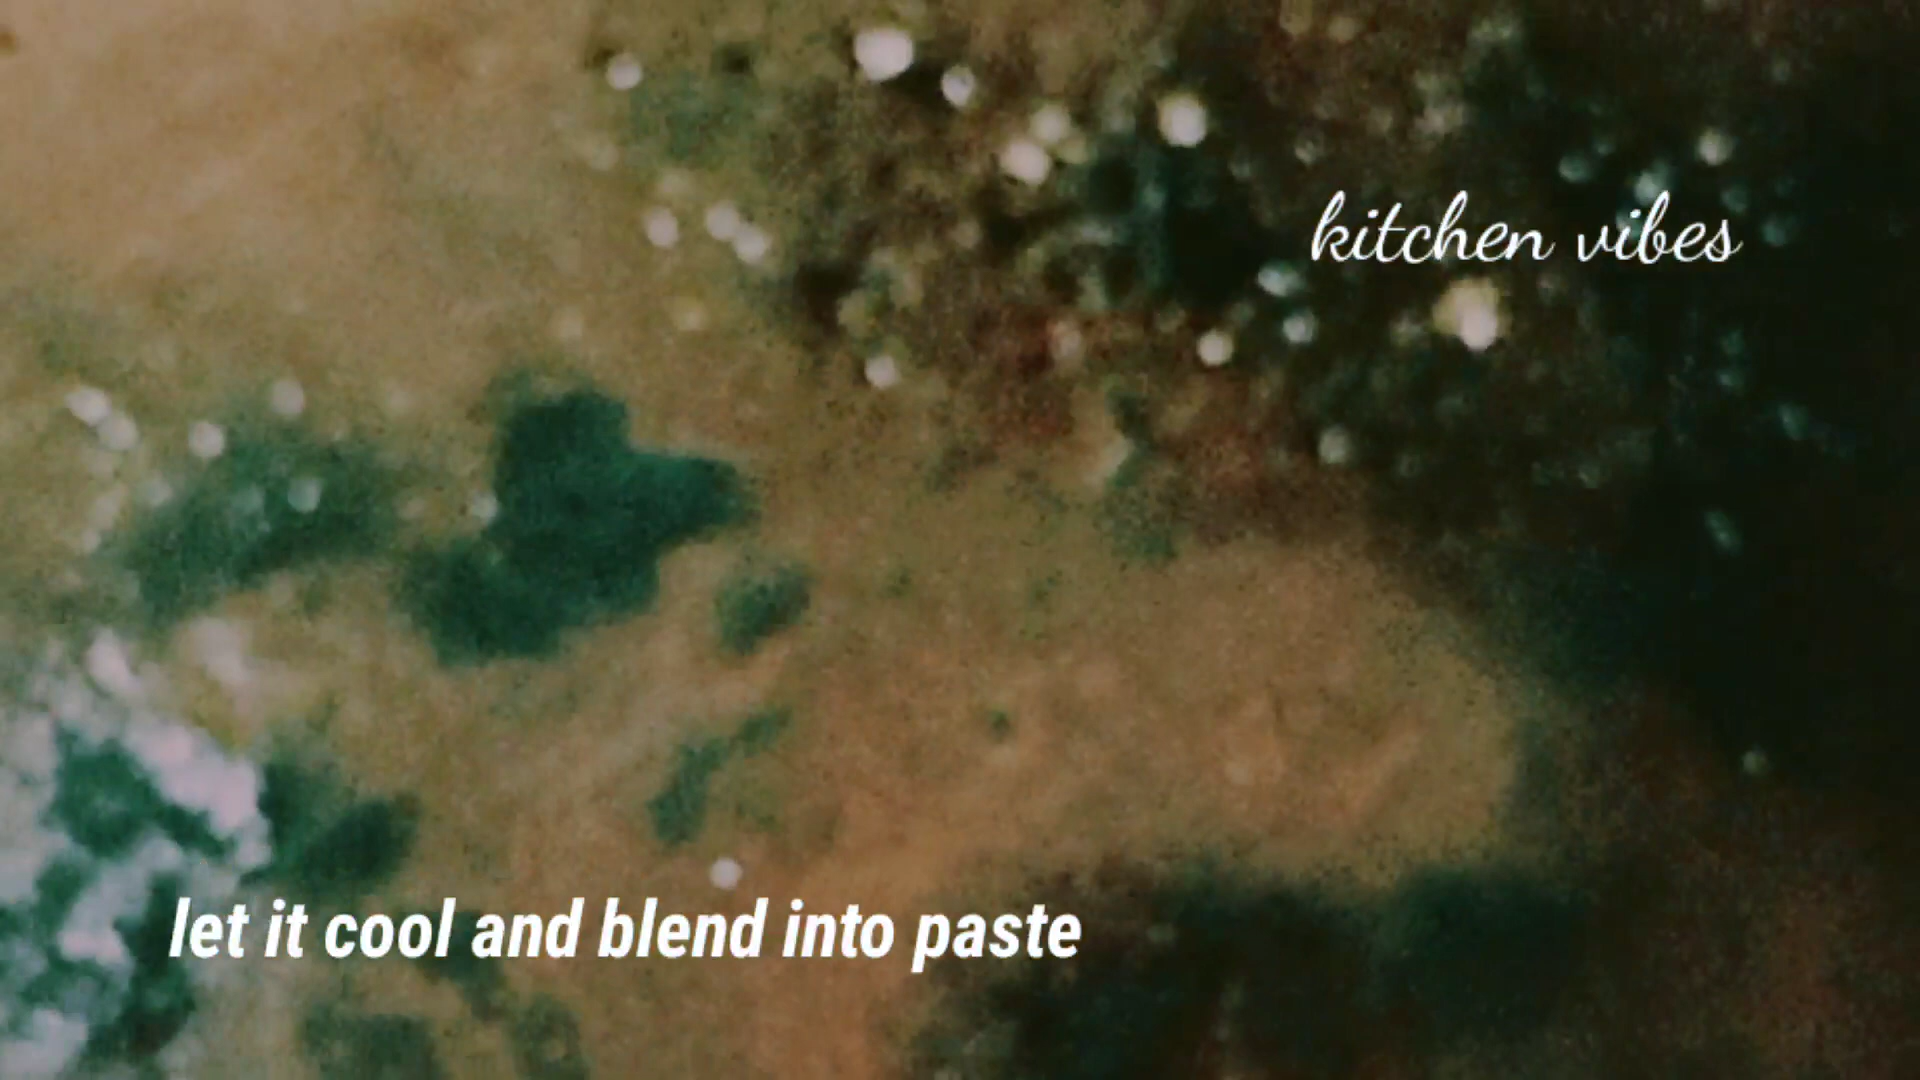 kitchen vibes
let it cool and blend into paste